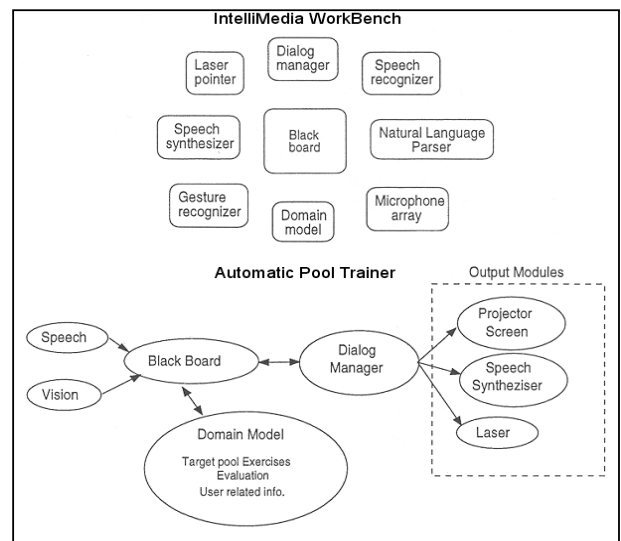 IntelliMedia WorkBench
Laser
pointer
Dialog
manager
Speech
recognizer
Speech
synthesizer
Black
board
Natural Language
Parser
Gesture
recognizer
Domain
model
Microphone
array
Automatic Pool Trainer
Output Modules
Speech
Vision
Black Board
Dialog
Manager
Projector
Screen
Speech
Syntheziser
Laser
Domain Model
Target pool Exercises
Evaluation
User related info.